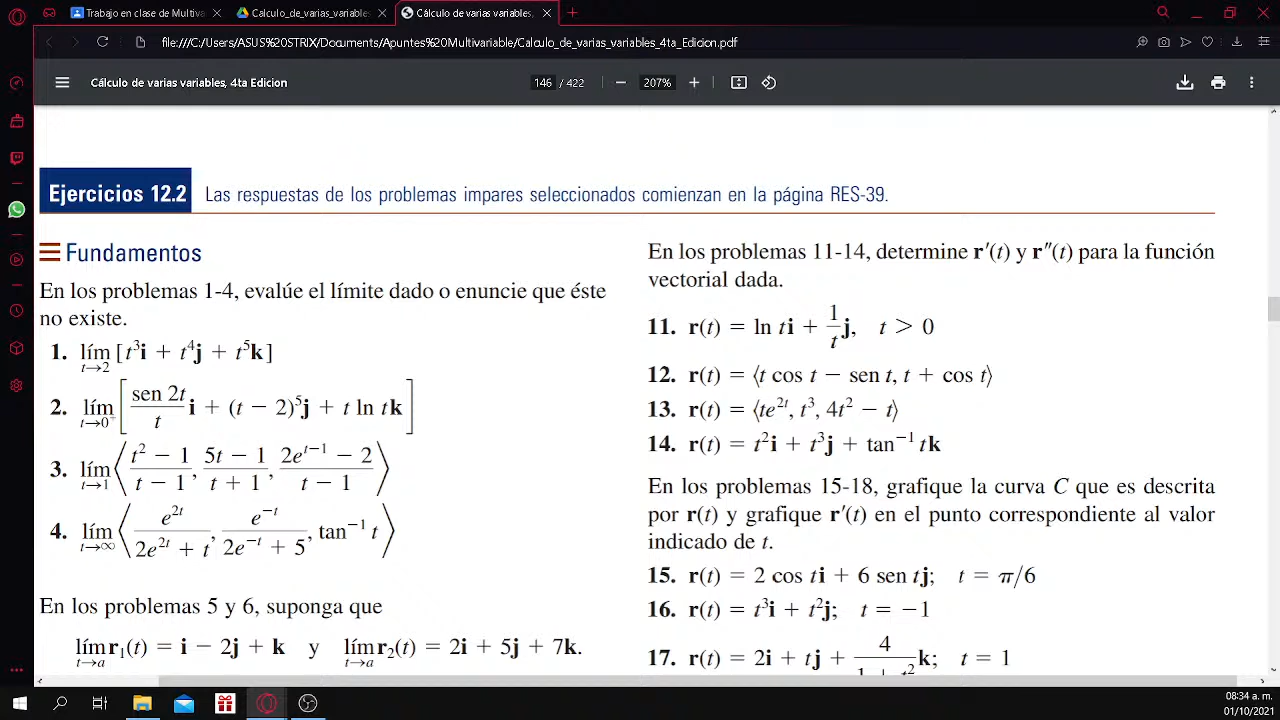 Trabajo en clase de Multiva
Calculo_de_varias_variables_
Cálculo de varias variables,
file:///C:/Users/ASUS%20STRIX/Documents/Apuntes%20Multivariable/Calculo_de_varias_variables_4ta_Edicion.pdf
Cálculo de varias variables, 4ta Edicion
146 / 422
207%
Ejercicios 12.2 Las respuestas de los problemas impares seleccionados comienzan en la página RES-39.
Fundamentos
En los problemas 1-4, evalúe el límite dado o enuncie que éste
no existe.
1. lím t→2 [t³i + t⁴j + t⁵k]
2. lím t→0⁺ [sen 2t/t i + (t − 2)⁵j + t ln tk]
3. lím t→1 ⟨t² − 1/t − 1, 5t − 1/t + 1, 2e^(t−1) − 2/t − 1⟩
4. lím t→∞ ⟨e^(2t)/2e^(2t) + t, e^(−t)/2e^(−t) + 5, tan⁻¹ t⟩
En los problemas 5 y 6, suponga que
lím t→a r₁(t) = i − 2j + k y lím t→a r₂(t) = 2i + 5j + 7k.
En los problemas 11-14, determine r′(t) y r″(t) para la función
vectorial dada.
11. r(t) = ln ti + 1/t j, t > 0
12. r(t) = ⟨t cos t − sen t, t + cos t⟩
13. r(t) = ⟨te^(2t), t³, 4t² − t⟩
14. r(t) = t²i + t³j + tan⁻¹ tk
En los problemas 15-18, grafique la curva C que es descrita
por r(t) y grafique r′(t) en el punto correspondiente al valor
indicado de t.
15. r(t) = 2 cos ti + 6 sen tj; t = π/6
16. r(t) = t³i + t²j; t = −1
17. r(t) = 2i + tj + 4/1 + t² k; t = 1
08:34 a. m.
01/10/2021